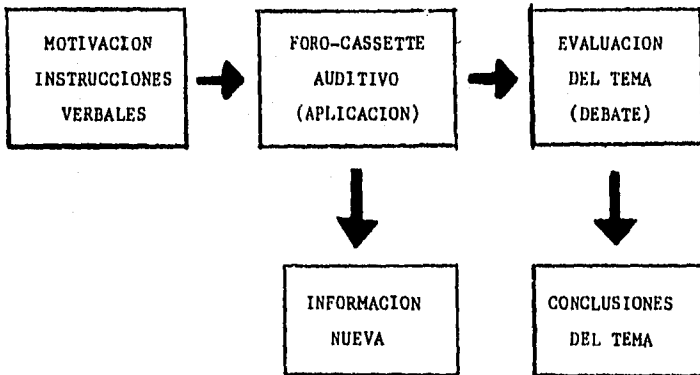 MOTIVACION
INSTRUCCIONES
VERBALES
FORO-CASSETTE
AUDITIVO
(APLICACION)
EVALUACION
DEL TEMA
(DEBATE)
INFORMACION
NUEVA
CONCLUSIONES
DEL TEMA